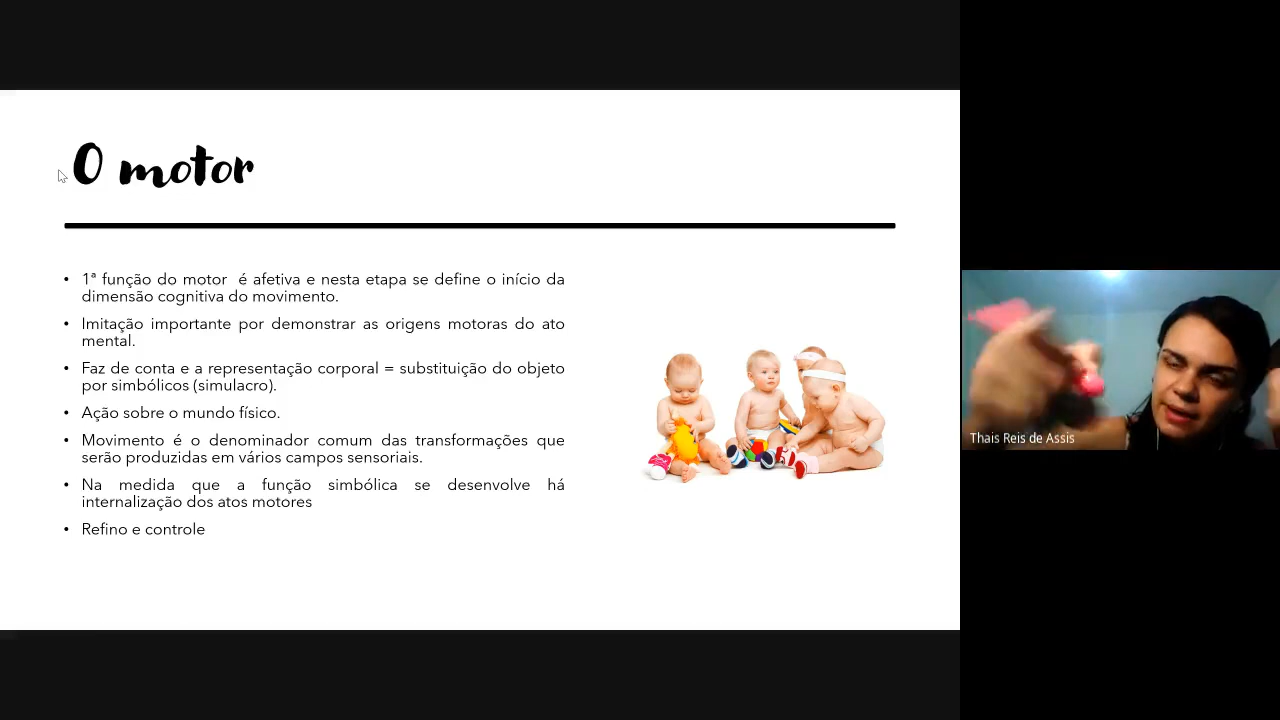 O motor
• 1ª função do motor é afetiva e nesta etapa se define o início da
dimensão cognitiva do movimento.
• Imitação importante por demonstrar as origens motoras do ato
mental.
• Faz de conta e a representação corporal = substituição do objeto
por simbólicos (simulacro).
• Ação sobre o mundo físico.
• Movimento é o denominador comum das transformações que
serão produzidas em vários campos sensoriais.
• Na medida que a função simbólica se desenvolve há
internalização dos atos motores
• Refino e controle
Thais Reis de Assis